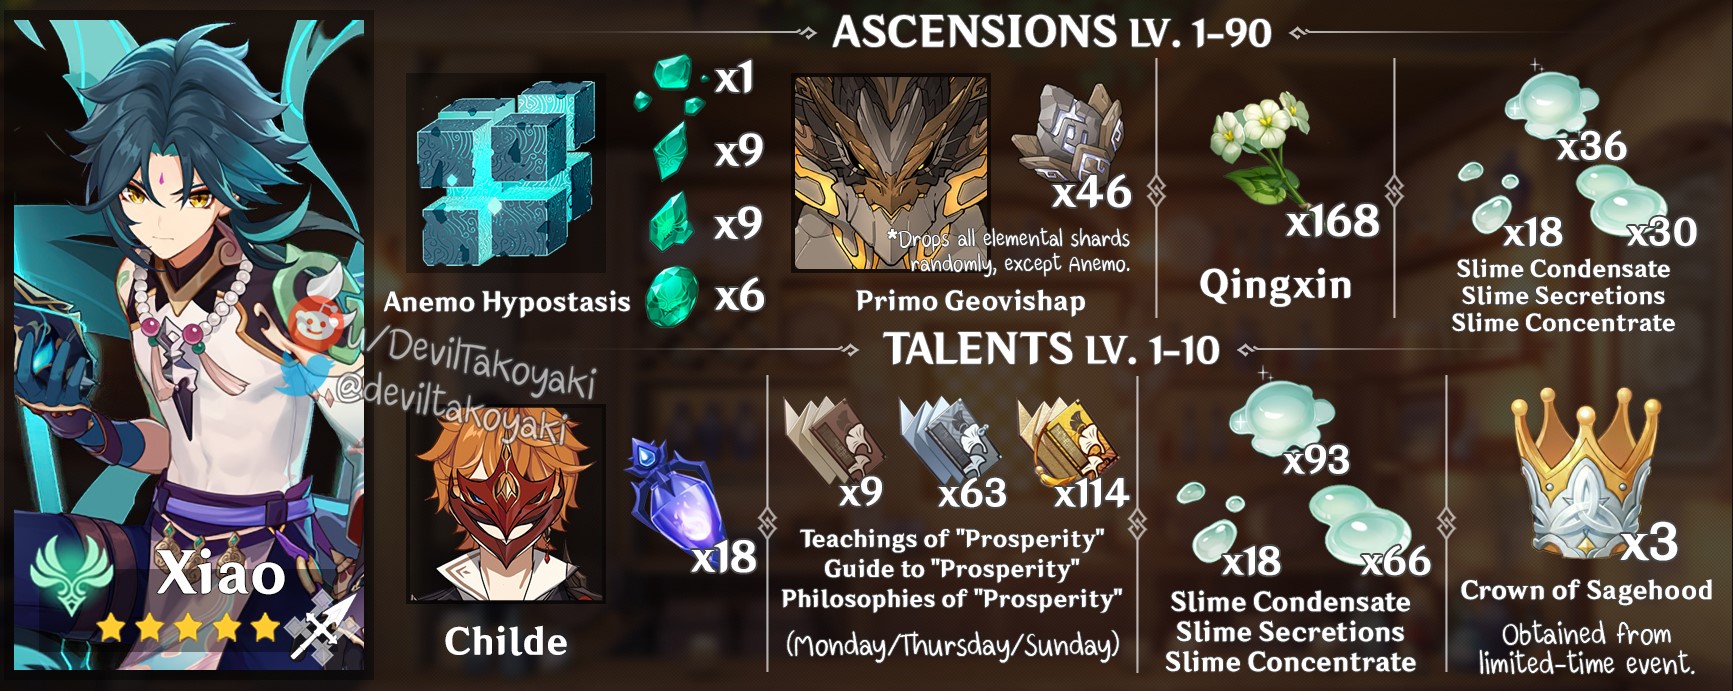 ASCENSIONS LV. 1-90
x1
x9
x9
x6
Anemo Hypostasis
x46
*Drops all elemental shards
randomly, except Anemo.
Primo Geovishap
x168
Qingxin
x36
x18
x30
Slime Condensate
Slime Secretions
Slime Concentrate
u/DevilTakoyaki
@deviltakoyaki
Xiao
TALENTS LV. 1-10
x18
Childe
x9
x63
x114
Teachings of "Prosperity"
Guide to "Prosperity"
Philosophies of "Prosperity"
(Monday/Thursday/Sunday)
x93
x18
x66
Slime Condensate
Slime Secretions
Slime Concentrate
x3
Crown of Sagehood
Obtained from
limited-time event.